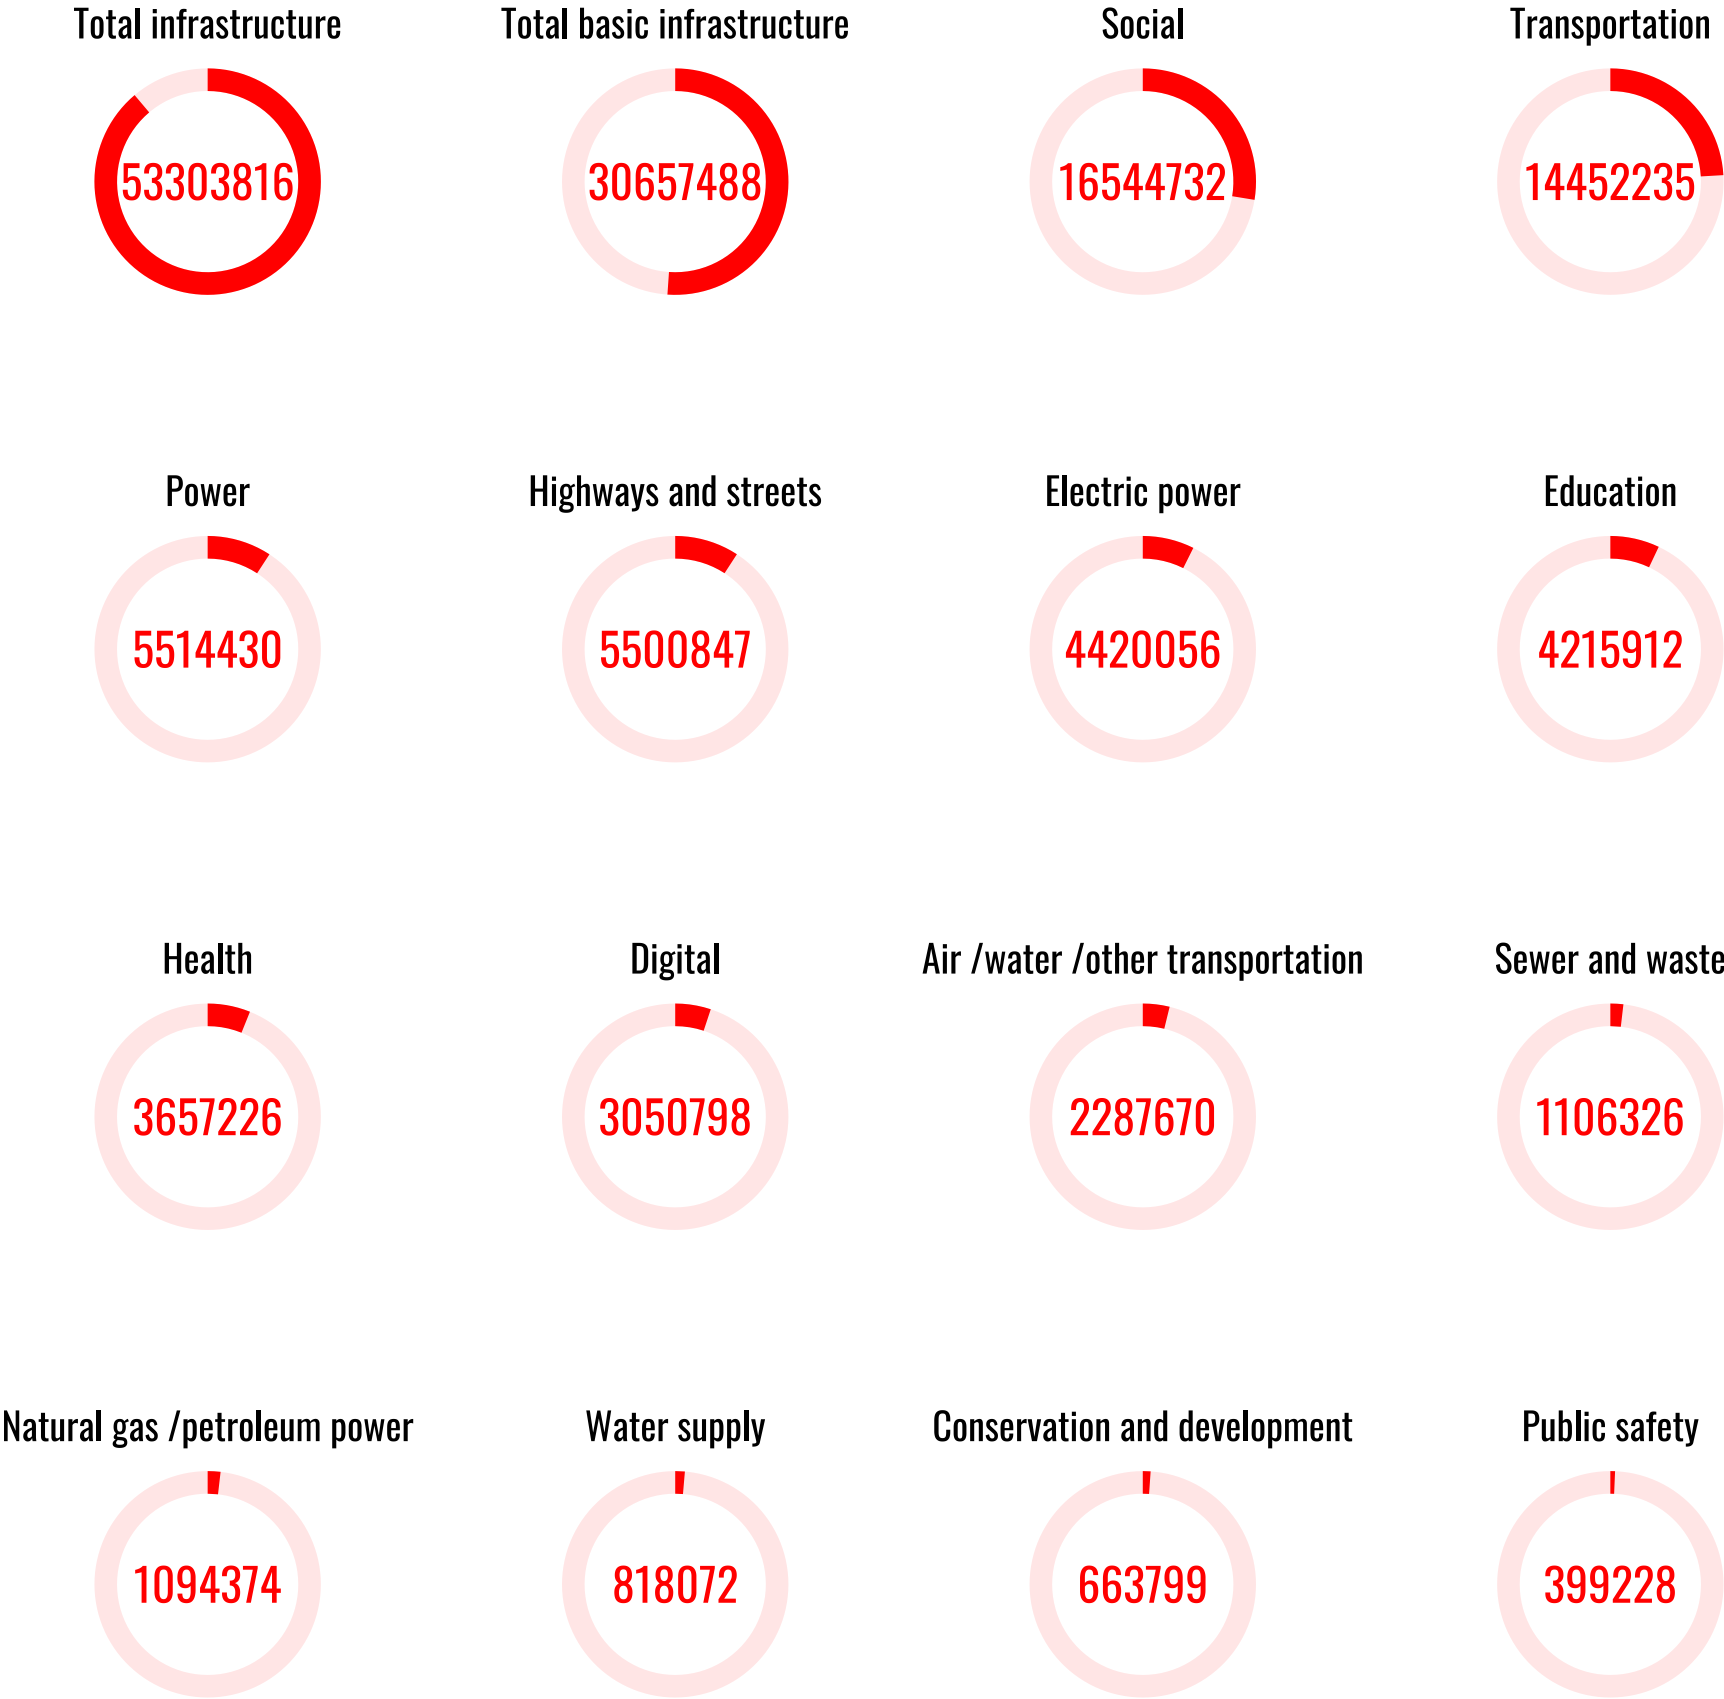 Total infrastructure
Total basic infrastructure
Social
Transportation
53303816
30657488
16544732
14452235
Power
Highways and streets
Electric power
Education
5514430
5500847
4420056
4215912
Health
Digital
Air /water /other transportation
Sewer and waste
3657226
3050798
2287670
1106326
Natural gas /petroleum power
Water supply
Conservation and development
Public safety
1094374
818072
663799
399228